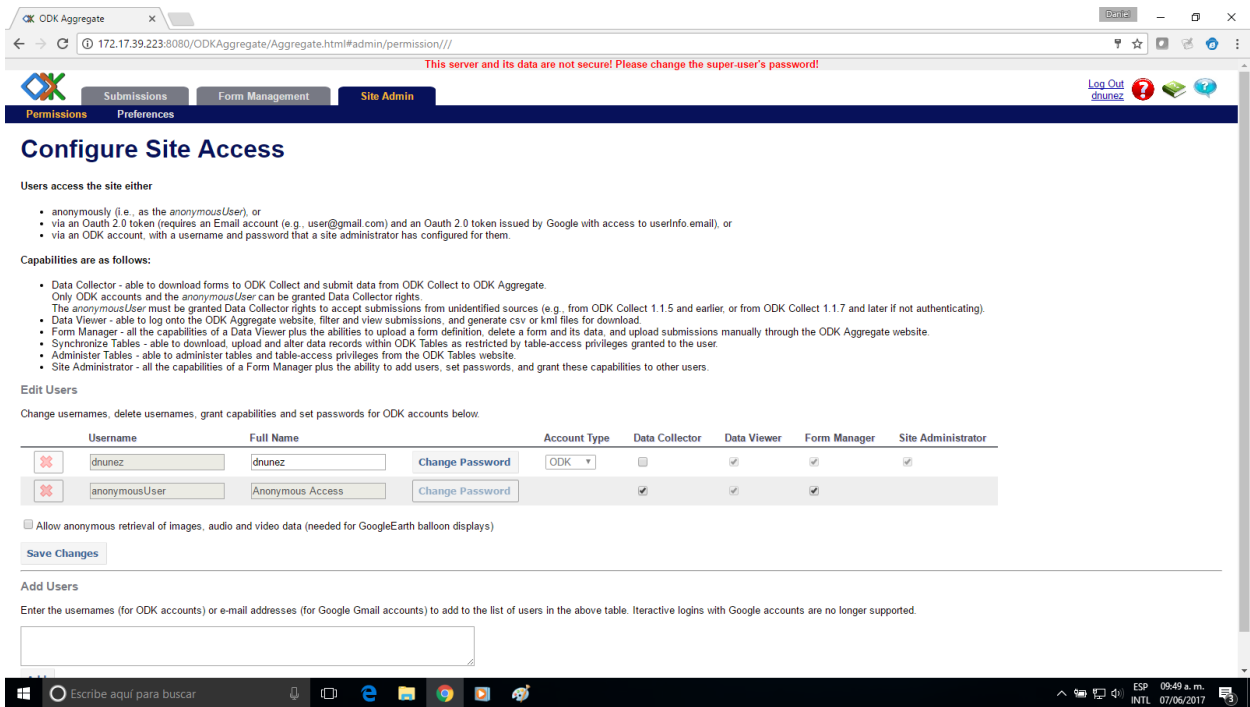 ODK Aggregate
Daniel
172.17.39.223:8080/ODKAggregate/Aggregate.html#admin/permission///
This server and its data are not secure! Please change the super-user's password!
Submissions Form Management Site Admin
Log Out
dnunez
Permissions Preferences
Configure Site Access
Users access the site either
anonymously (i.e., as the anonymousUser), or
via an Oauth 2.0 token (requires an Email account (e.g., user@gmail.com) and an Oauth 2.0 token issued by Google with access to userInfo.email), or
via an ODK account, with a username and password that a site administrator has configured for them.
Capabilities are as follows:
Data Collector - able to download forms to ODK Collect and submit data from ODK Collect to ODK Aggregate.
Only ODK accounts and the anonymousUser can be granted Data Collector rights.
The anonymousUser must be granted Data Collector rights to accept submissions from unidentified sources (e.g., from ODK Collect 1.1.5 and earlier, or from ODK Collect 1.1.7 and later if not authenticating).
Data Viewer - able to log onto the ODK Aggregate website, filter and view submissions, and generate csv or kml files for download.
Form Manager - all the capabilities of a Data Viewer plus the abilities to upload a form definition, delete a form and its data, and upload submissions manually through the ODK Aggregate website.
Synchronize Tables - able to download, upload and alter data records within ODK Tables as restricted by table-access privileges granted to the user.
Administer Tables - able to administer tables and table-access privileges from the ODK Tables website.
Site Administrator - all the capabilities of a Form Manager plus the ability to add users, set passwords, and grant these capabilities to other users.
Edit Users
Change usernames, delete usernames, grant capabilities and set passwords for ODK accounts below.
Username Full Name Account Type Data Collector Data Viewer Form Manager Site Administrator
dnunez dnunez Change Password ODK
anonymousUser Anonymous Access Change Password
Allow anonymous retrieval of images, audio and video data (needed for GoogleEarth balloon displays)
Save Changes
Add Users
Enter the usernames (for ODK accounts) or e-mail addresses (for Google Gmail accounts) to add to the list of users in the above table. Iteractive logins with Google accounts are no longer supported.
Escribe aquí para buscar
ESP 09:49 a. m.
INTL 07/06/2017
3